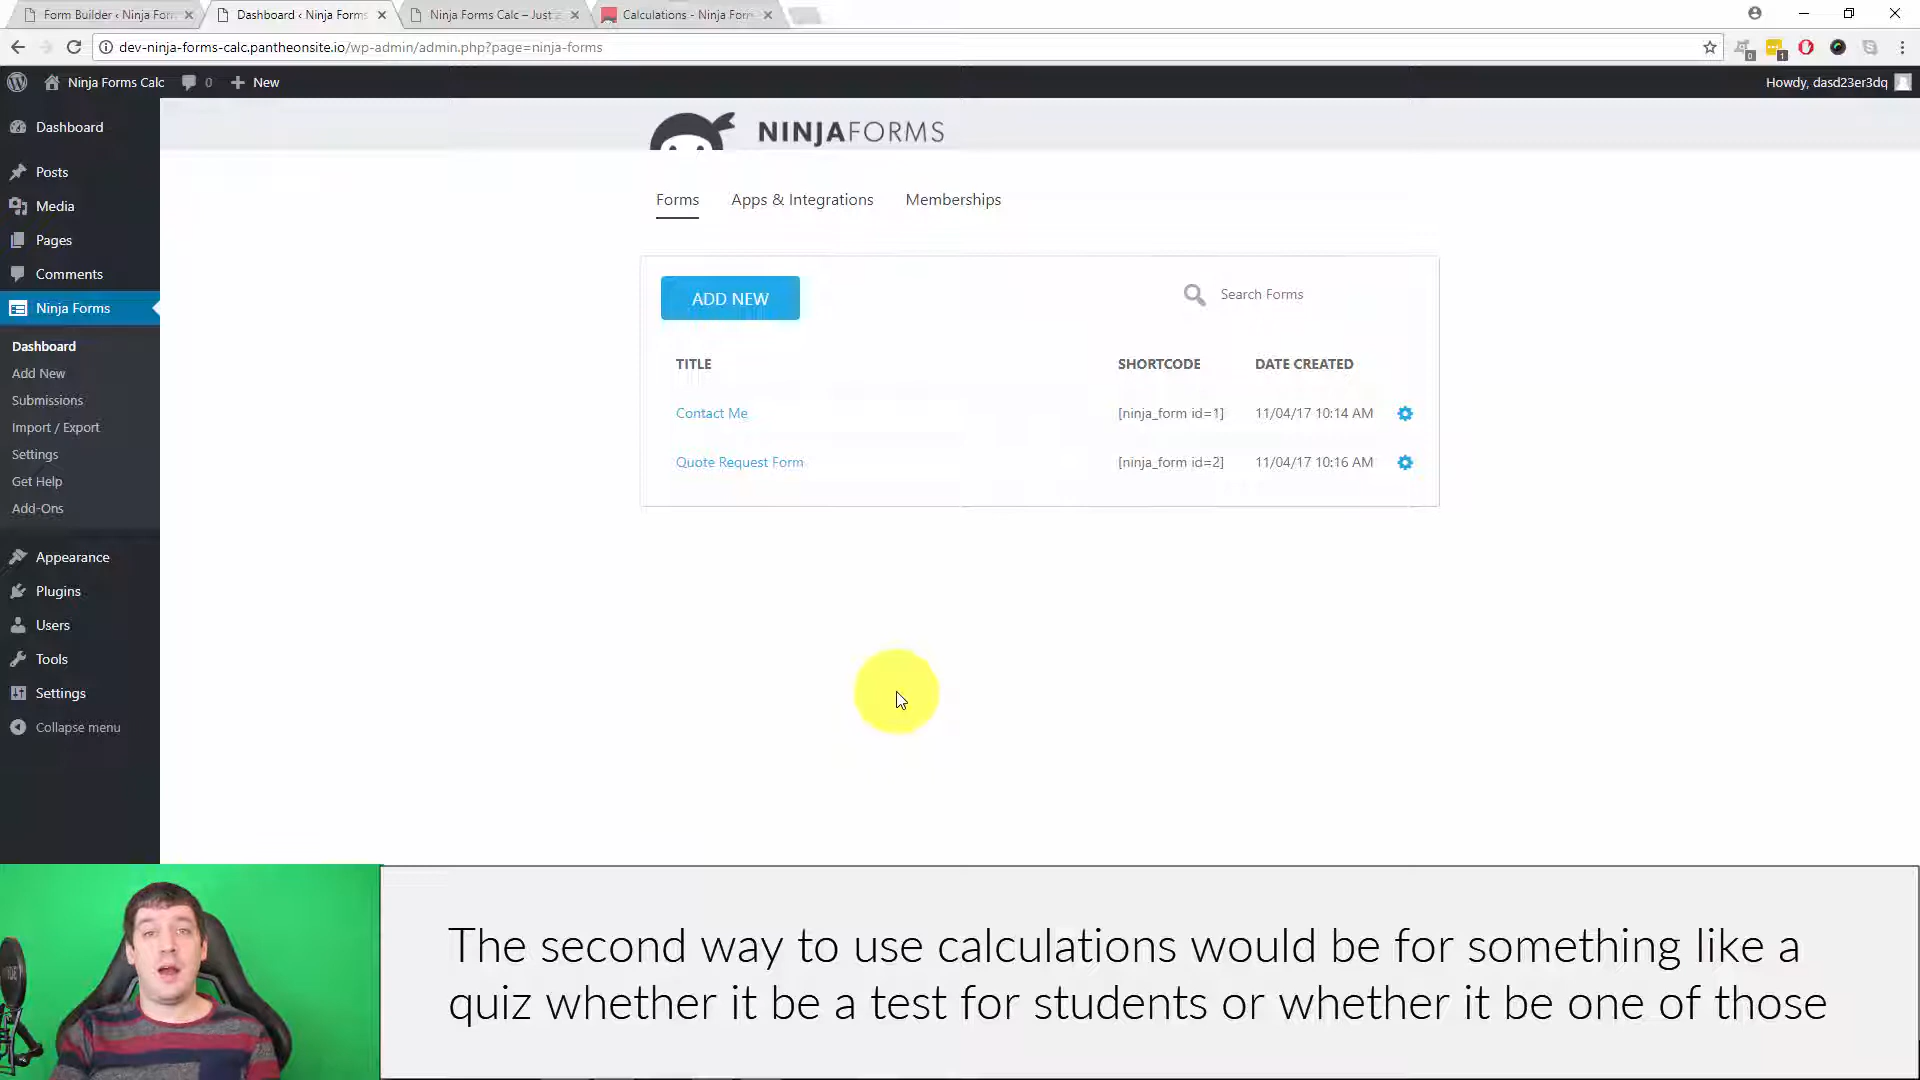 Form Builder ‹ Ninja For
Dashboard ‹ Ninja Forms
Ninja Forms Calc – Just
Calculations - Ninja For
dev-ninja-forms-calc.pantheonsite.io/wp-admin/admin.php?page=ninja-forms
0
1
Ninja Forms Calc
0
New
Howdy, dasd23er3dq
Dashboard
Posts
Media
Pages
Comments
Ninja Forms
Dashboard
Add New
Submissions
Import / Export
Settings
Get Help
Add-Ons
Appearance
Plugins
Users
Tools
Settings
Collapse menu
NINJAFORMS
Forms
Apps & Integrations
Memberships
ADD NEW
Search Forms
TITLE
SHORTCODE
DATE CREATED
Contact Me
[ninja_form id=1]
11/04/17 10:14 AM
Quote Request Form
[ninja_form id=2]
11/04/17 10:16 AM
The second way to use calculations would be for something like a
quiz whether it be a test for students or whether it be one of those